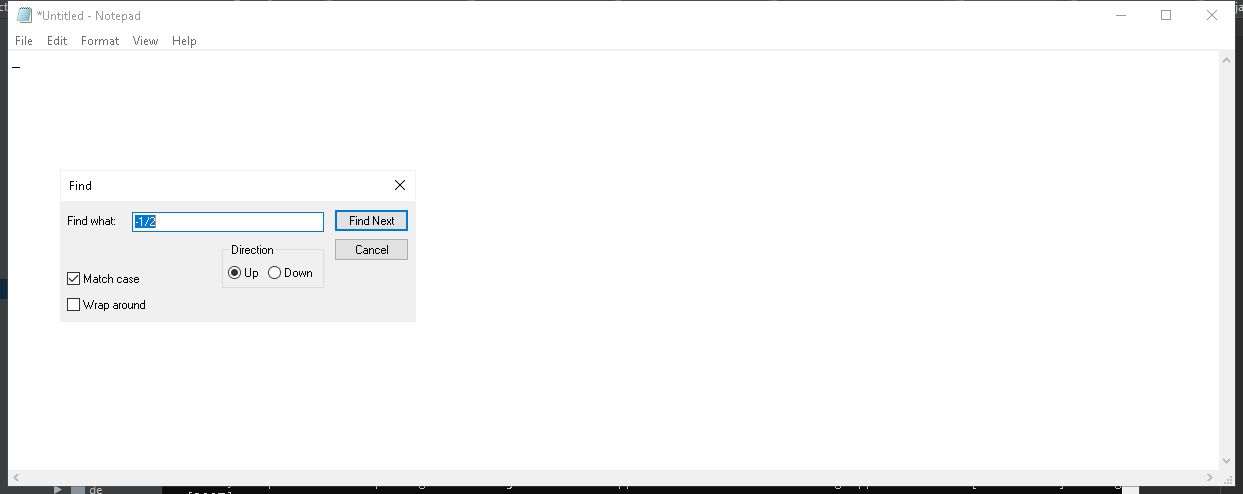 *Untitled - Notepad
File Edit Format View Help
_
Find
Find what: -1/2 Find Next
Direction Cancel
Up Down
Match case
Wrap around
de